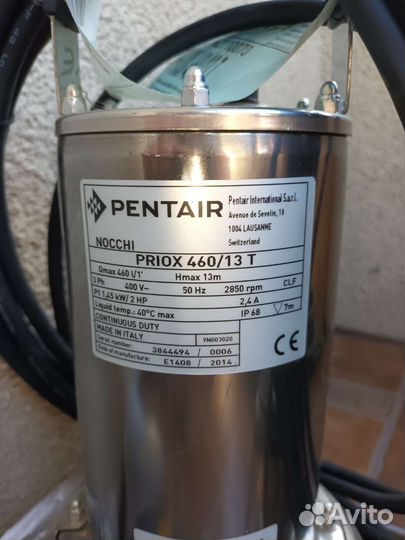 PENTAIR
Pentair International S.a.r.l.
Avenue de Sevelin, 18
1004 LAUSANNE
Switzerland
NOCCHI
PRIOX 460/13 T
Qmax 460 l/1' Hmax 13m
3 Ph 400 V~ 50 Hz 2850 rpm CL.F
P1 1,45 kW/ 2 HP 2,4 A
Liquid temp.: 40°C max IP 68 7m
CONTINUOUS DUTY
MADE IN ITALY 9N003020
Serial number: 3844494 / 0006
Date of manufacture: E1408 / 2014
CE
Avito